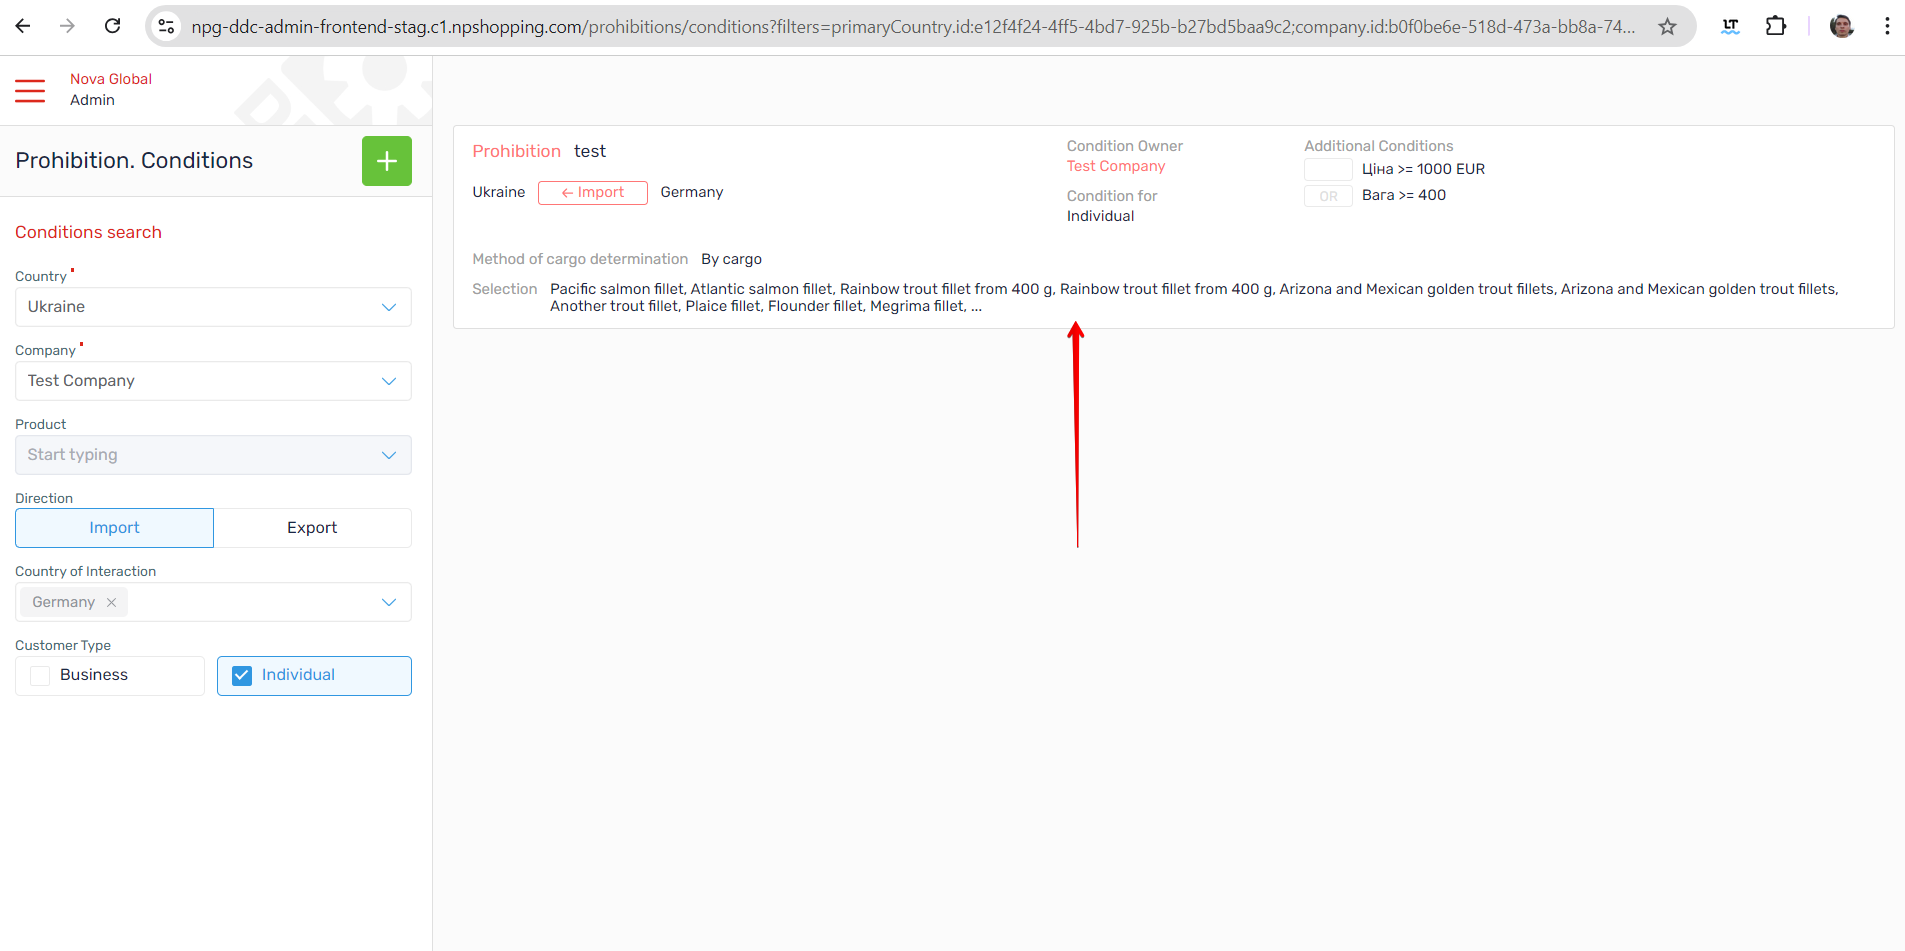 npg-ddc-admin-frontend-stag.c1.npshopping.com/prohibitions/conditions?filters=primaryCountry.id:e12f4f24-4ff5-4bd7-925b-b27bd5baa9c2;company.id:b0f0be6e-518d-473a-bb8a-74...
LT
Nova Global
Admin
Prohibition. Conditions
+
Conditions search
Country
Ukraine
Company
Test Company
Product
Start typing
Direction
Import Export
Country of Interaction
Germany ×
Customer Type
Business Individual
Prohibition test
Ukraine ← Import Germany
Condition Owner
Test Company
Condition for
Individual
Additional Conditions
Ціна >= 1000 EUR
OR Вага >= 400
Method of cargo determination By cargo
Selection Pacific salmon fillet, Atlantic salmon fillet, Rainbow trout fillet from 400 g, Rainbow trout fillet from 400 g, Arizona and Mexican golden trout fillets, Arizona and Mexican golden trout fillets,
Another trout fillet, Plaice fillet, Flounder fillet, Megrima fillet, ...